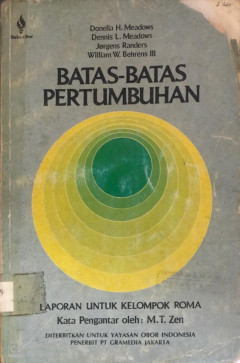 Donella H. Meadows
Dennis L. Meadows
Jørgens Randers
William W. Behrens III
BATAS-BATAS
PERTUMBUHAN
LAPORAN UNTUK KELOMPOK ROMA
Kata Pengantar oleh: M.T. Zen
DITERBITKAN UNTUK YAYASAN OBOR INDONESIA
PENERBIT PT GRAMEDIA JAKARTA